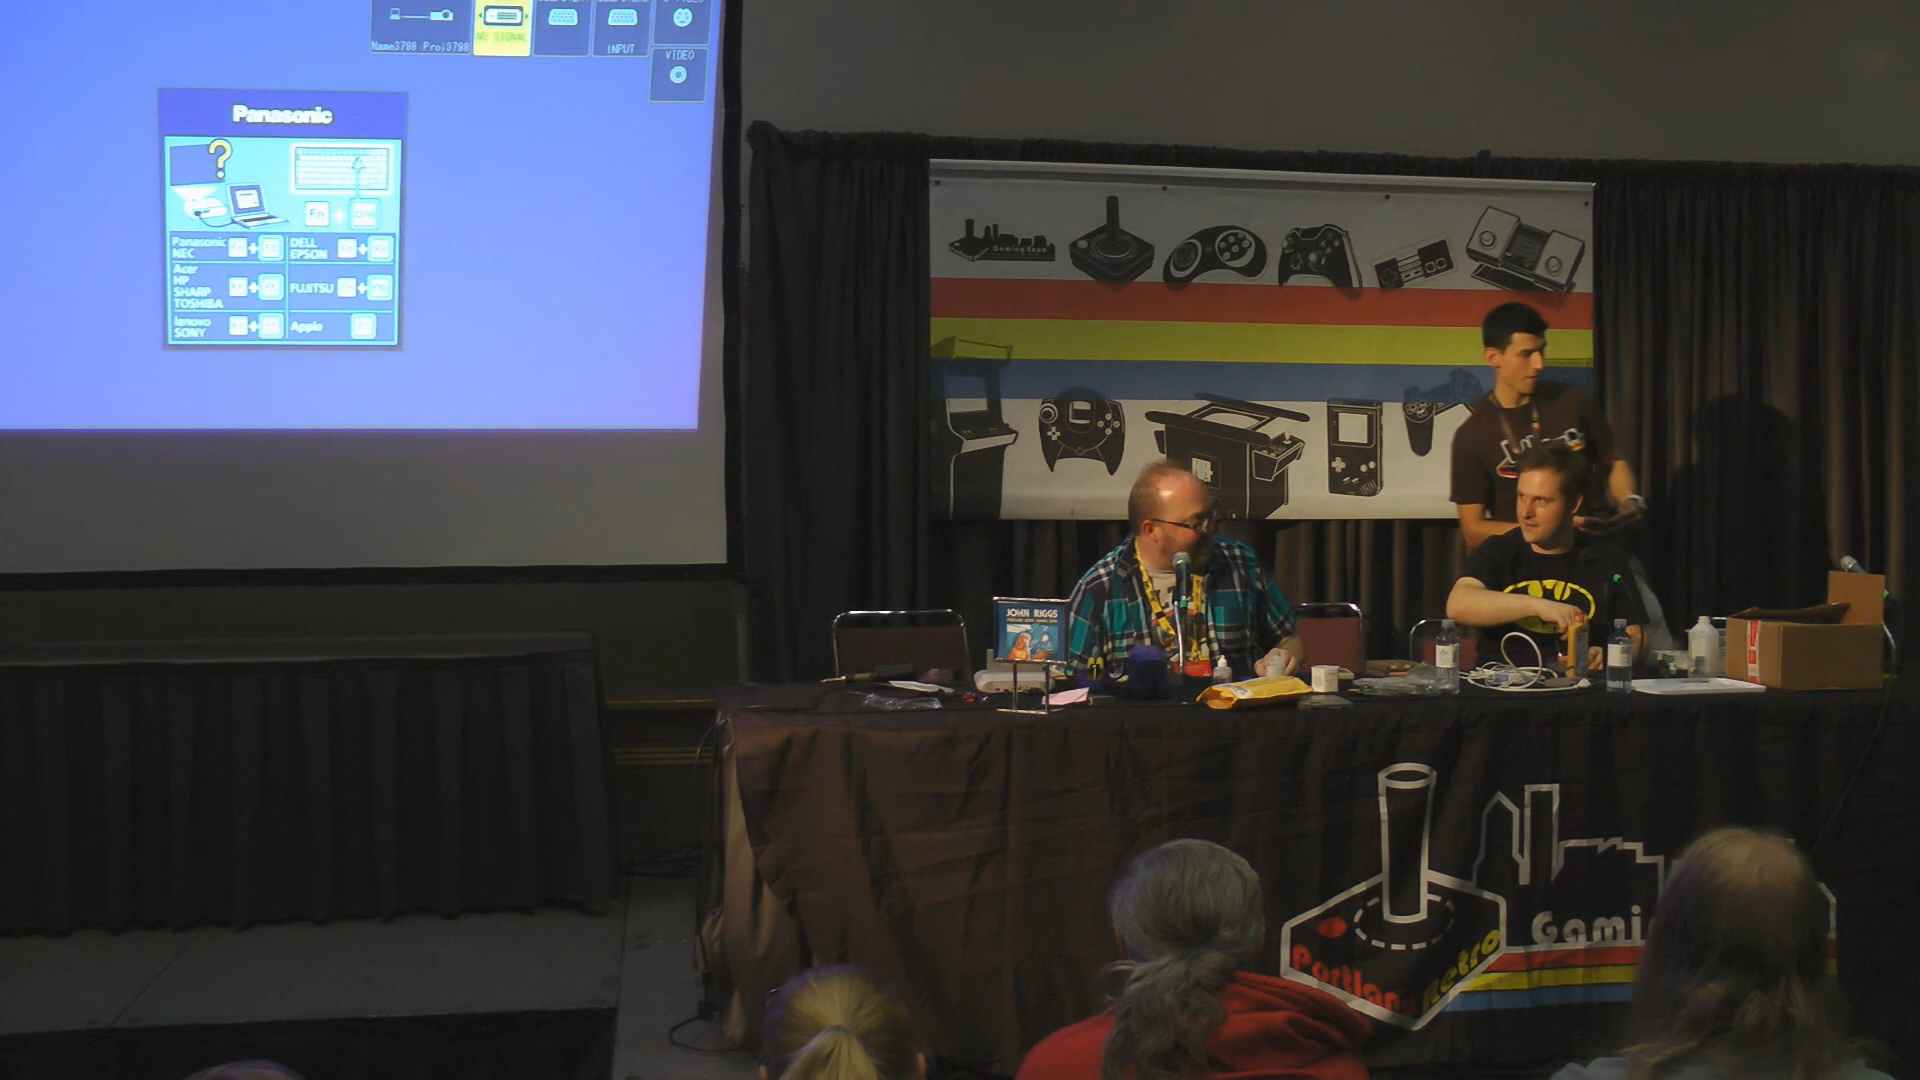 Name3798 Proj3798
NO SIGNAL
INPUT
VIDEO
Panasonic
Fn +
Panasonic
NEC
DELL
EPSON
Acer
HP
SHARP
TOSHIBA
FUJITSU
lenovo
SONY
Apple
Gaming Expo
JOHN RIGGS
Portland Retro
Gami